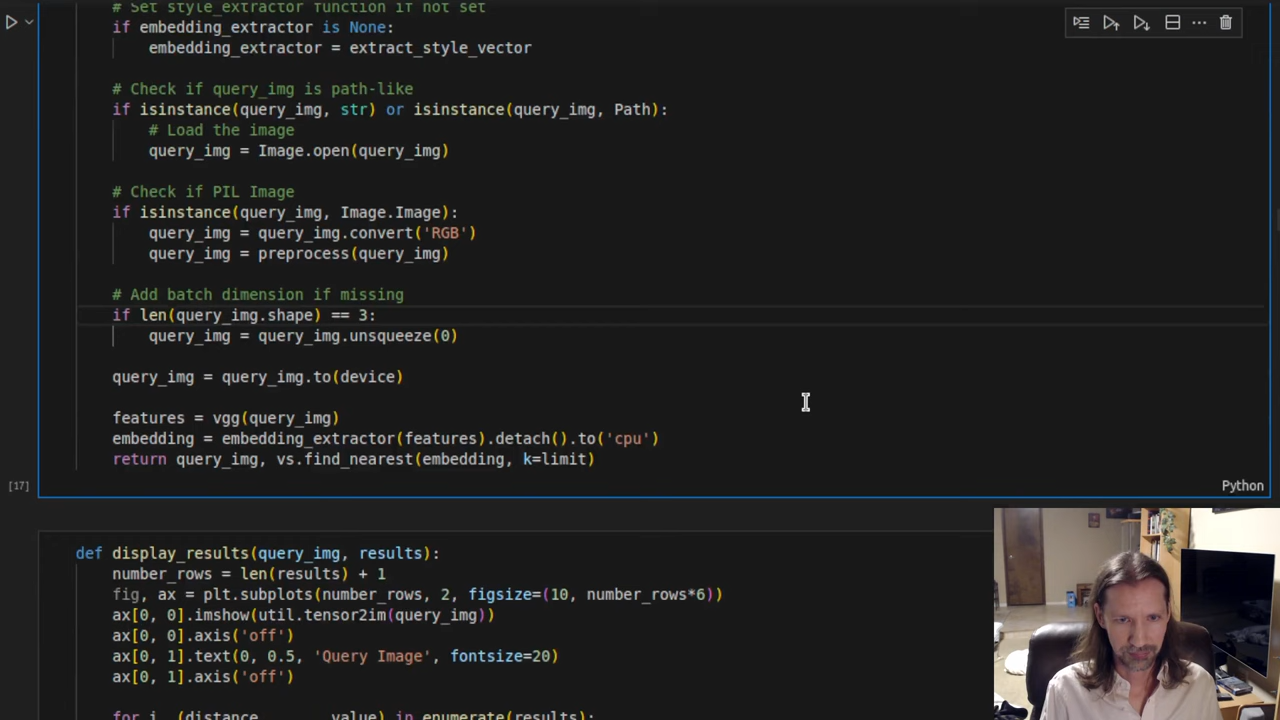 # Set style_extractor function if not set
if embedding_extractor is None:
embedding_extractor = extract_style_vector
# Check if query_img is path-like
if isinstance(query_img, str) or isinstance(query_img, Path):
# Load the image
query_img = Image.open(query_img)
# Check if PIL Image
if isinstance(query_img, Image.Image):
query_img = query_img.convert('RGB')
query_img = preprocess(query_img)
# Add batch dimension if missing
if len(query_img.shape) == 3:
query_img = query_img.unsqueeze(0)
query_img = query_img.to(device)
features = vgg(query_img)
embedding = embedding_extractor(features).detach().to('cpu')
return query_img, vs.find_nearest(embedding, k=limit)
[17]
Python
def display_results(query_img, results):
number_rows = len(results) + 1
fig, ax = plt.subplots(number_rows, 2, figsize=(10, number_rows*6))
ax[0, 0].imshow(util.tensor2im(query_img))
ax[0, 0].axis('off')
ax[0, 1].text(0, 0.5, 'Query Image', fontsize=20)
ax[0, 1].axis('off')
for i, (distance, value) in enumerate(results):